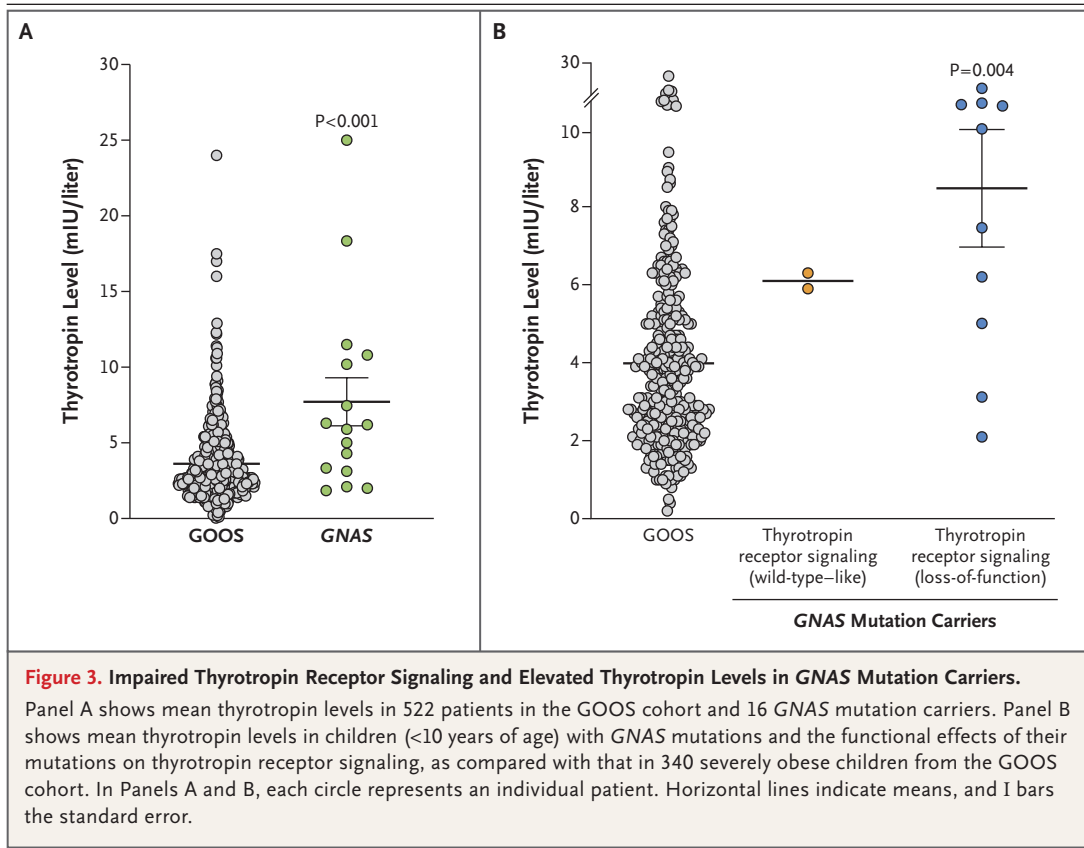 A
Thyrotropin Level (mIU/liter)
30
25
20
15
10
5
0
P<0.001
GOOS
GNAS
B
Thyrotropin Level (mIU/liter)
30
10
8
6
4
2
0
P=0.004
GOOS
Thyrotropin
receptor signaling
(wild-type–like)
Thyrotropin
receptor signaling
(loss-of-function)
GNAS Mutation Carriers
Figure 3. Impaired Thyrotropin Receptor Signaling and Elevated Thyrotropin Levels in GNAS Mutation Carriers.
Panel A shows mean thyrotropin levels in 522 patients in the GOOS cohort and 16 GNAS mutation carriers. Panel B
shows mean thyrotropin levels in children (<10 years of age) with GNAS mutations and the functional effects of their
mutations on thyrotropin receptor signaling, as compared with that in 340 severely obese children from the GOOS
cohort. In Panels A and B, each circle represents an individual patient. Horizontal lines indicate means, and I bars
the standard error.